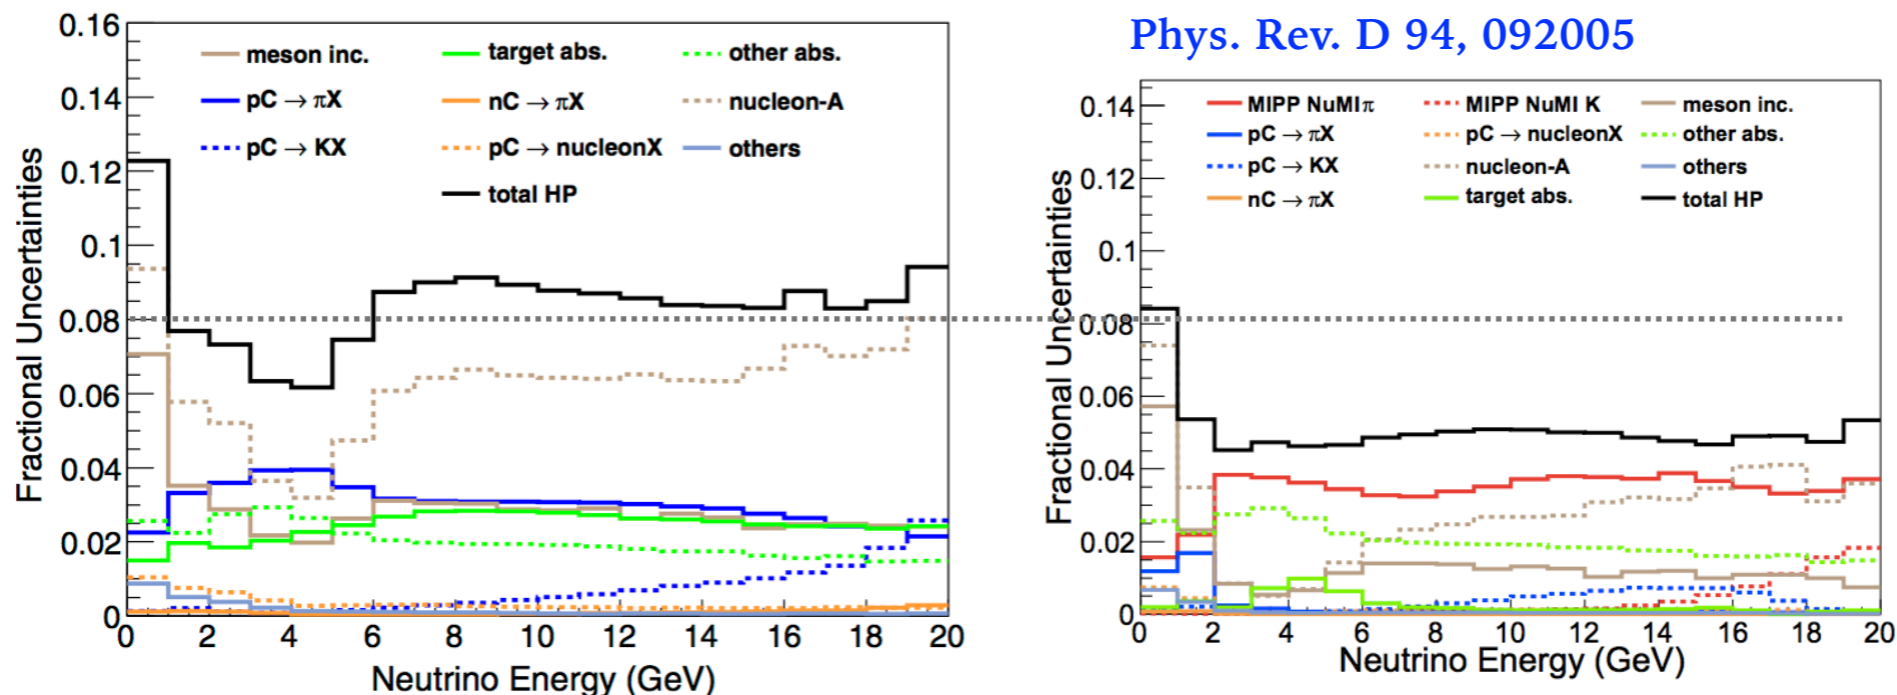 Phys. Rev. D 94, 092005
0.16
0.14
0.12
0.1
0.08
0.06
0.04
0.02
0
Fractional Uncertainties
meson inc.
target abs.
other abs.
pC → πX
nC → πX
nucleon-A
pC → KX
pC → nucleonX
others
total HP
0 2 4 6 8 10 12 14 16 18 20
Neutrino Energy (GeV)
0.14
0.12
0.1
0.08
0.06
0.04
0.02
0
Fractional Uncertainties
MIPP NuMI π
MIPP NuMI K
meson inc.
pC → πX
pC → nucleonX
other abs.
pC → KX
nucleon-A
others
nC → πX
target abs.
total HP
0 2 4 6 8 10 12 14 16 18 20
Neutrino Energy (GeV)